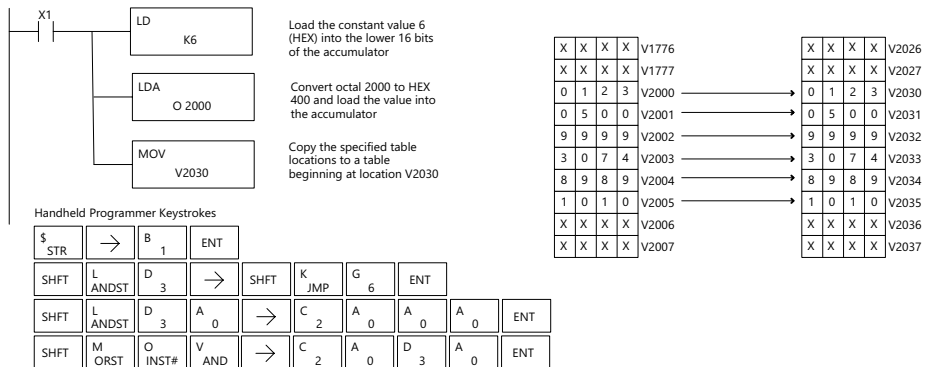 X1
LD
K6
Load the constant value 6
(HEX) into the lower 16 bits
of the accumulator
LDA
O 2000
Convert octal 2000 to HEX
400 and load the value into
the accumulator
MOV
V2030
Copy the specified table
locations to a table
beginning at location V2030
X X X X V1776
X X X X V1777
0 1 2 3 V2000
0 5 0 0 V2001
9 9 9 9 V2002
3 0 7 4 V2003
8 9 8 9 V2004
1 0 1 0 V2005
X X X X V2006
X X X X V2007
X X X X V2026
X X X X V2027
0 1 2 3 V2030
0 5 0 0 V2031
9 9 9 9 V2032
3 0 7 4 V2033
8 9 8 9 V2034
1 0 1 0 V2035
X X X X V2036
X X X X V2037
Handheld Programmer Keystrokes
$ STR → B 1 ENT
SHFT L ANDST D 3 → SHFT K JMP G 6 ENT
SHFT L ANDST D 3 A 0 → C 2 A 0 A 0 A 0 ENT
SHFT M ORST O INST# V AND → C 2 A 0 D 3 A 0 ENT